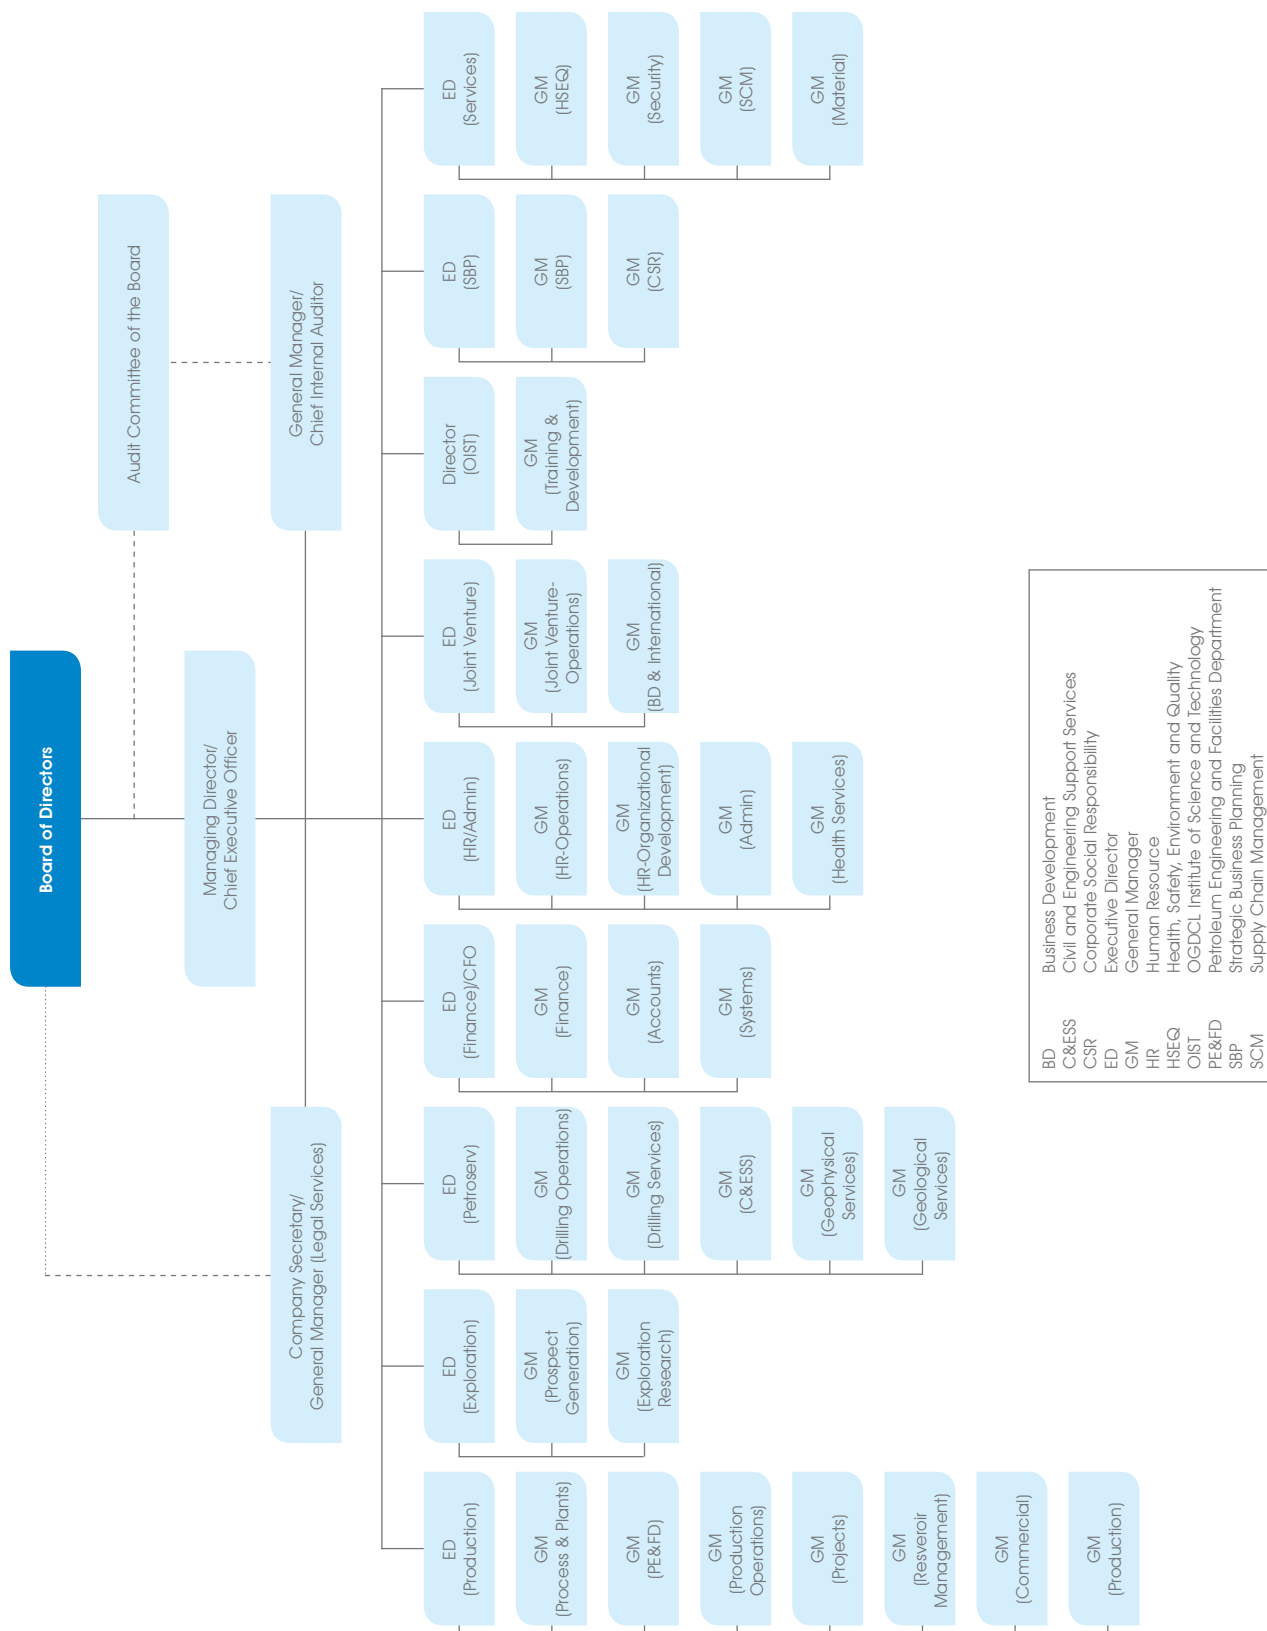 Board of Directors
Audit Committee of the Board
Managing Director/
Chief Executive Officer
Company Secretary/
General Manager (Legal Services)
General Manager/
Chief Internal Auditor
ED
(Production)
GM
(Process & Plants)
GM
(PE&FD)
GM
(Production
Operations)
GM
(Projects)
GM
(Resveroir
Management)
GM
(Commercial)
GM
(Production)
ED
(Exploration)
GM
(Prospect
Generation)
GM
(Exploration
Research)
ED
(Petroserv)
GM
(Drilling Operations)
GM
(Drilling Services)
GM
(C&ESS)
GM
(Geophysical
Services)
GM
(Geological
Services)
ED
(Finance)/CFO
GM
(Finance)
GM
(Accounts)
GM
(Systems)
ED
(HR/Admin)
GM
(HR-Operations)
GM
(HR-Organizational
Development)
GM
(Admin)
GM
(Health Services)
ED
(Joint Venture)
GM
(Joint Venture-
Operations)
GM
(BD & International)
Director
(OIST)
GM
(Training &
Development)
ED
(SBP)
GM
(SBP)
GM
(CSR)
ED
(Services)
GM
(HSEQ)
GM
(Security)
GM
(SCM)
GM
(Material)
BD Business Development
C&ESS Civil and Engineering Support Services
CSR Corporate Social Responsibility
ED Executive Director
GM General Manager
HR Human Resource
HSEQ Health, Safety, Environment and Quality
OIST OGDCL Institute of Science and Technology
PE&FD Petroleum Engineering and Facilities Department
SBP Strategic Business Planning
SCM Supply Chain Management